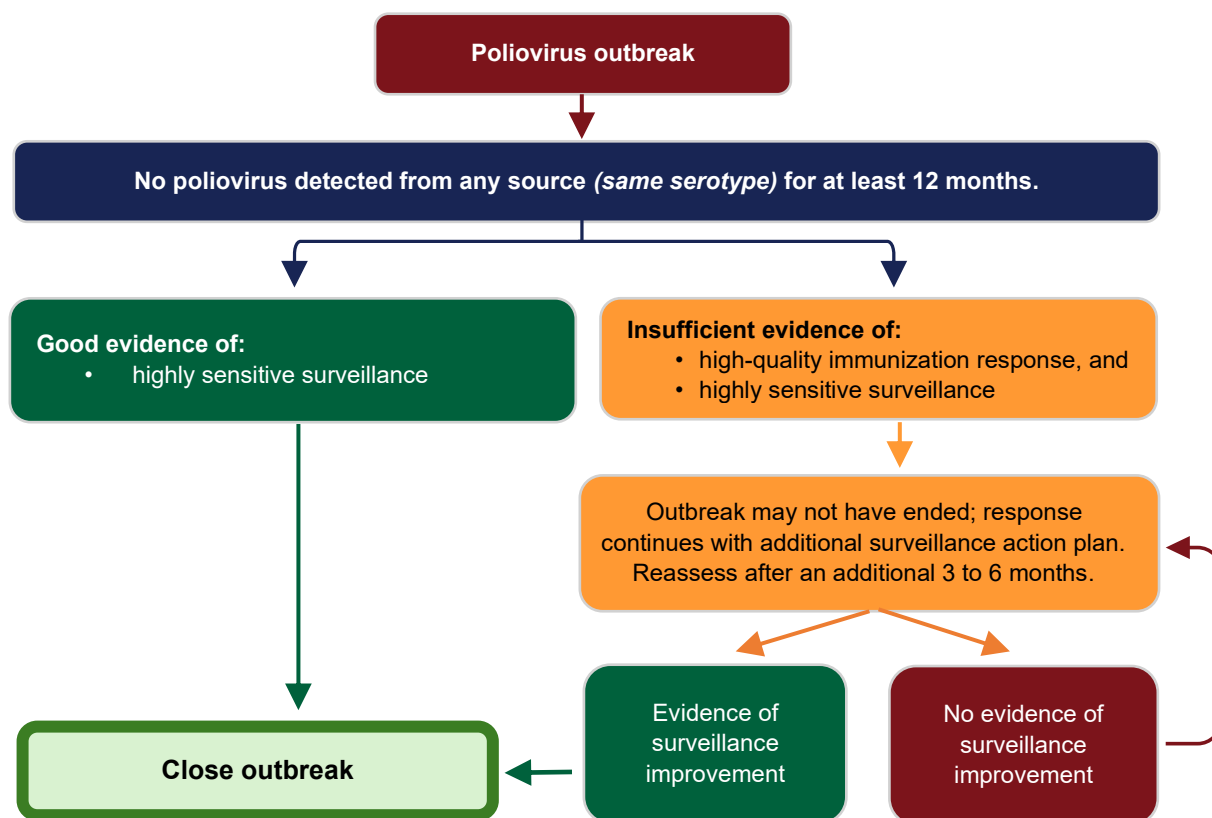 Poliovirus outbreak
No poliovirus detected from any source (same serotype) for at least 12 months.
Good evidence of:
• highly sensitive surveillance
Insufficient evidence of:
• high-quality immunization response, and
• highly sensitive surveillance
Outbreak may not have ended; response
continues with additional surveillance action plan.
Reassess after an additional 3 to 6 months.
Evidence of
surveillance
improvement
No evidence of
surveillance
improvement
Close outbreak